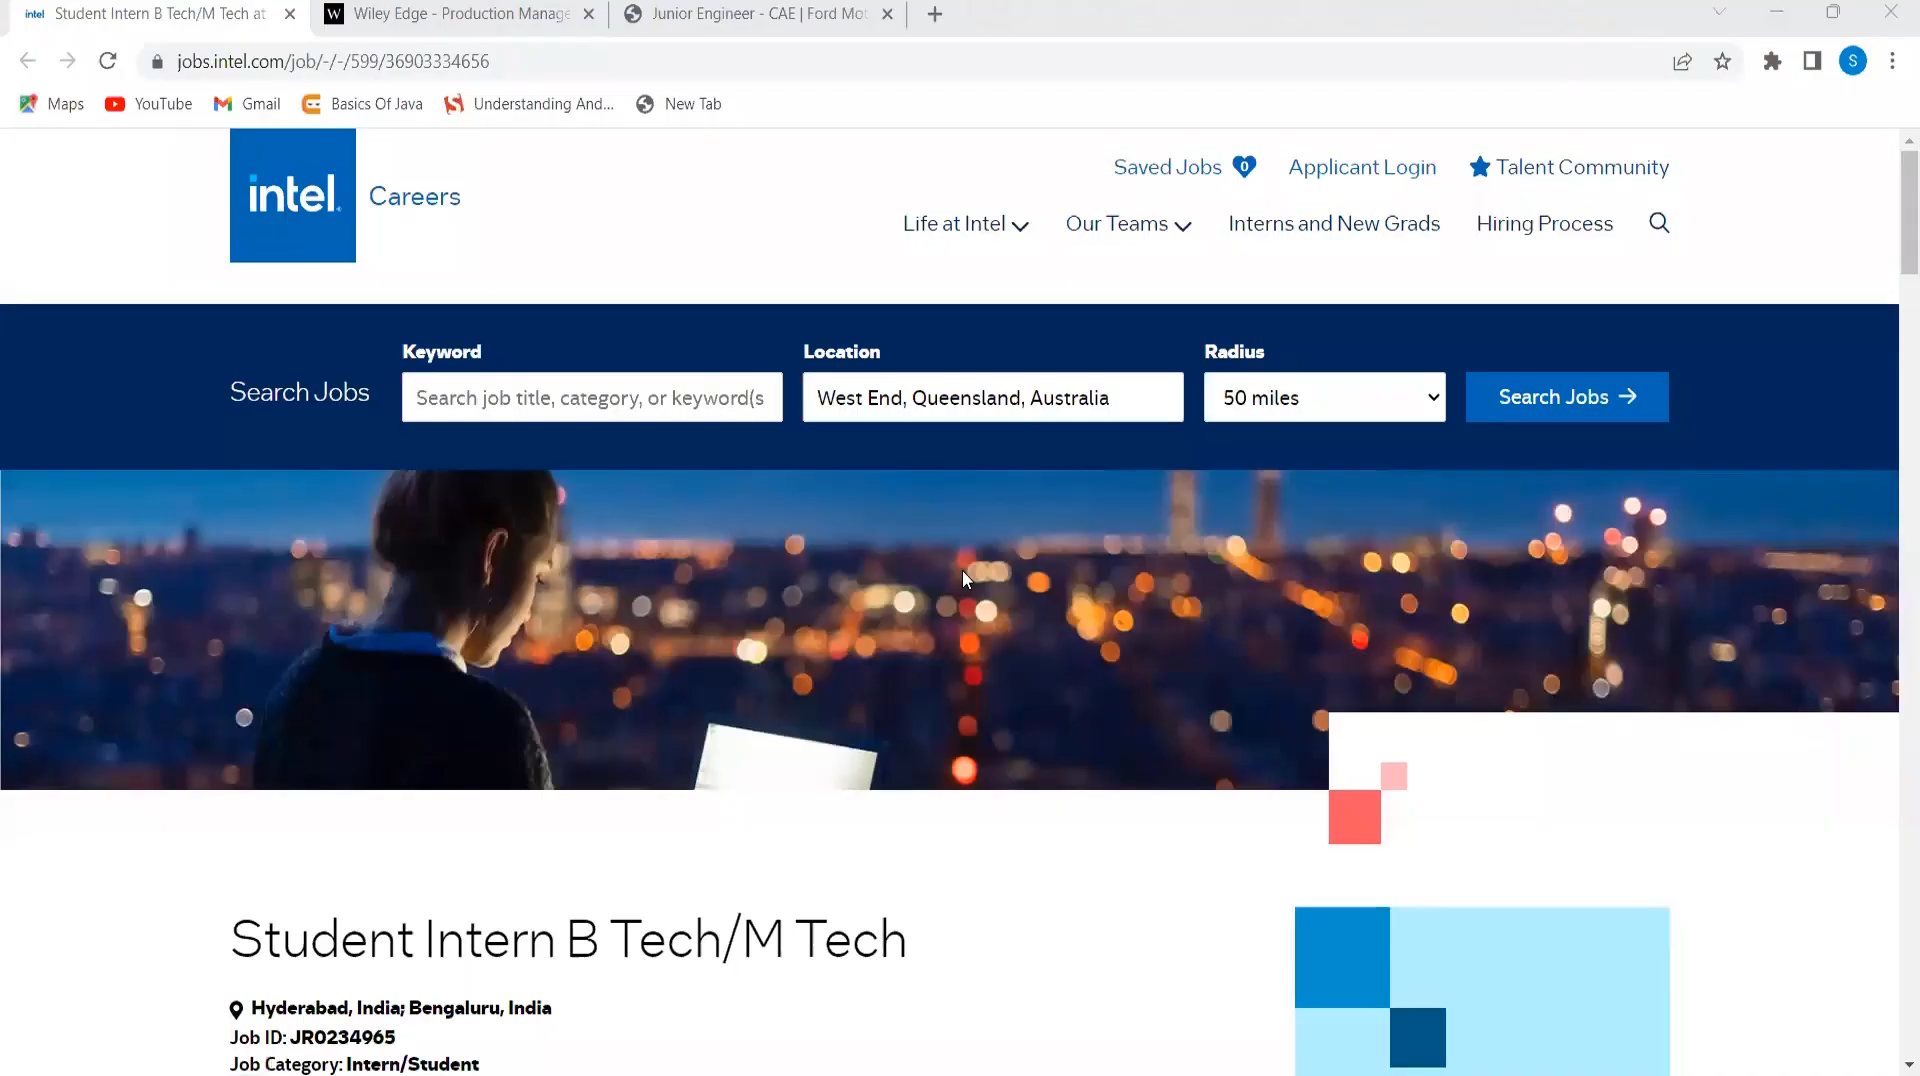 intel Student Intern B Tech/M Tech at
W Wiley Edge - Production Manage
Junior Engineer - CAE | Ford Mot
jobs.intel.com/job/-/-/599/36903334656
S
Maps
YouTube
Gmail
Basics Of Java
Understanding And...
New Tab
intel.
Careers
Saved Jobs 0
Applicant Login
Talent Community
Life at Intel
Our Teams
Interns and New Grads
Hiring Process
Search Jobs
Keyword
Search job title, category, or keyword(s
Location
West End, Queensland, Australia
Radius
50 miles
Search Jobs
Student Intern B Tech/M Tech
Hyderabad, India; Bengaluru, India
Job ID: JR0234965
Job Category: Intern/Student